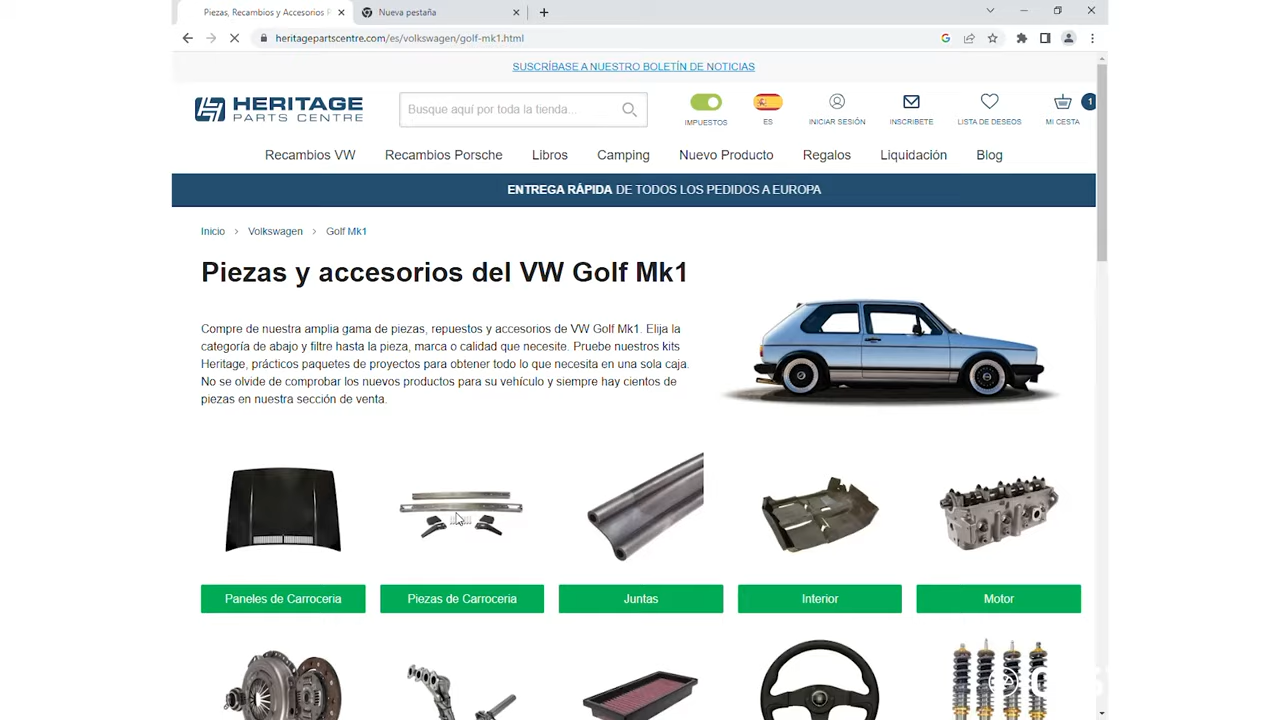 Piezas, Recambios y Accesorios
Nueva pestaña
heritagepartscentre.com/es/volkswagen/golf-mk1.html
SUSCRÍBASE A NUESTRO BOLETÍN DE NOTICIAS
HERITAGE
PARTS CENTRE
Busque aquí por toda la tienda...
IMPUESTOS
ES
INICIAR SESIÓN
INSCRIBETE
LISTA DE DESEOS
MI CESTA
1
Recambios VW
Recambios Porsche
Libros
Camping
Nuevo Producto
Regalos
Liquidación
Blog
ENTREGA RÁPIDA DE TODOS LOS PEDIDOS A EUROPA
Inicio > Volkswagen > Golf Mk1
Piezas y accesorios del VW Golf Mk1
Compre de nuestra amplia gama de piezas, repuestos y accesorios de VW Golf Mk1. Elija la
categoría de abajo y filtre hasta la pieza, marca o calidad que necesite. Pruebe nuestros kits
Heritage, prácticos paquetes de proyectos para obtener todo lo que necesita en una sola caja.
No se olvide de comprobar los nuevos productos para su vehículo y siempre hay cientos de
piezas en nuestra sección de venta.
Paneles de Carroceria
Piezas de Carroceria
Juntas
Interior
Motor